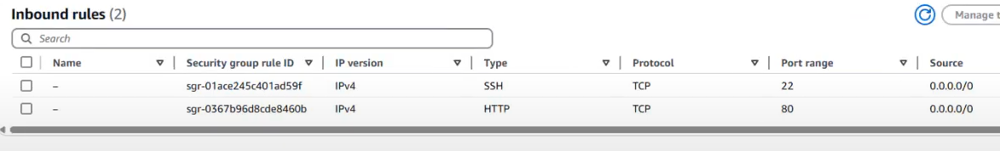 Inbound rules (2)
Manage t
Search
Name Security group rule ID IP version Type Protocol Port range Source
– sgr-01ace245c401ad59f IPv4 SSH TCP 22 0.0.0.0/0
– sgr-0367b96d8cde8460b IPv4 HTTP TCP 80 0.0.0.0/0